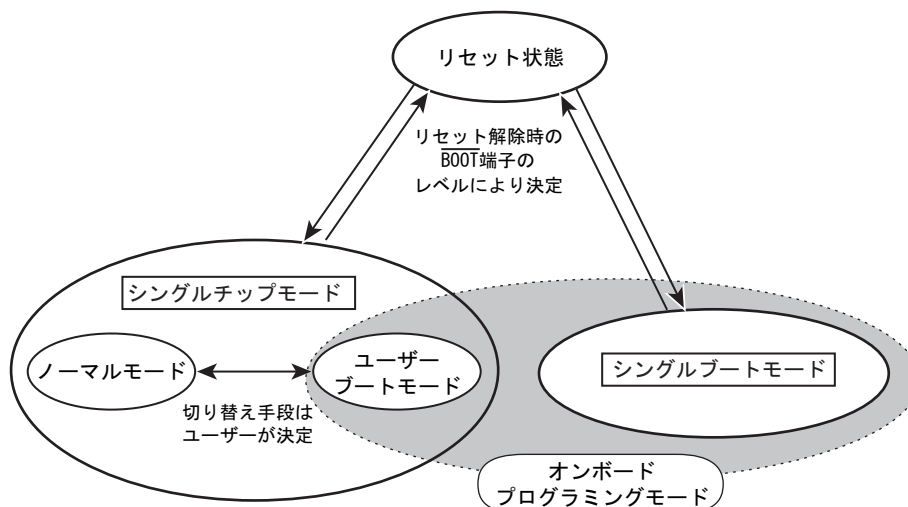 リセット状態
リセット解除時の
BOOT端子の
レベルにより決定
シングルチップモード
ノーマルモード
ユーザー
ブートモード
シングルブートモード
切り替え手段は
ユーザーが決定
オンボード
プログラミングモード